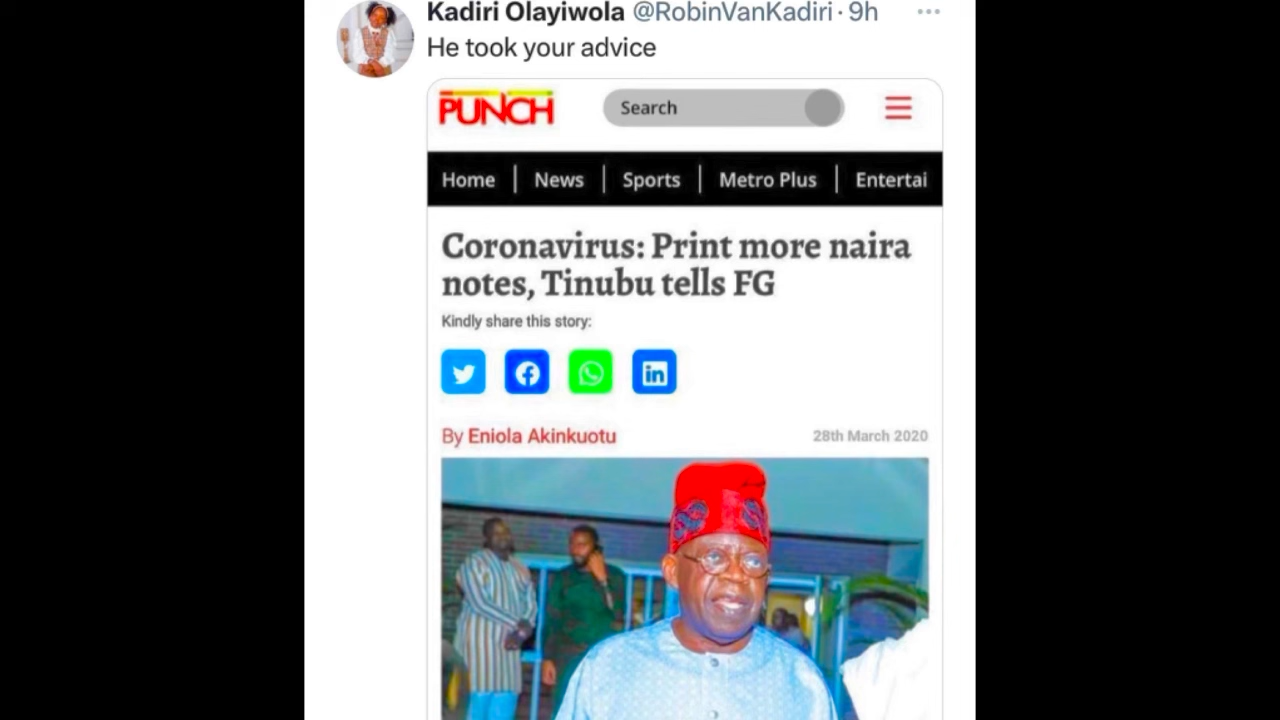 Kadiri Olayiwola @RobinVanKadiri · 9h ...
He took your advice
PUNCH
Search
Home | News | Sports | Metro Plus | Entertai
Coronavirus: Print more naira
notes, Tinubu tells FG
Kindly share this story:
By Eniola Akinkuotu 28th March 2020